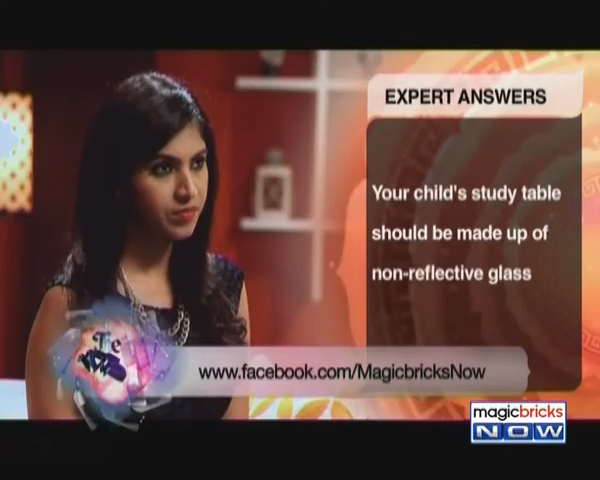 EXPERT ANSWERS
Your child's study table
should be made up of
non-reflective glass
www.facebook.com/MagicbricksNow
magicbricks
NOW